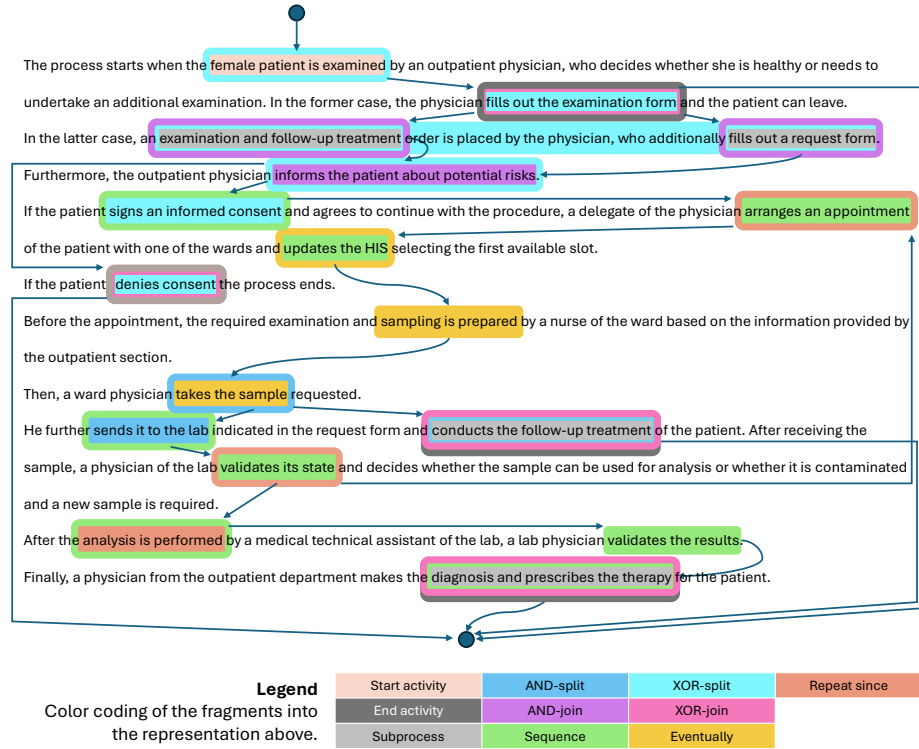 The process starts when the female patient is examined by an outpatient physician, who decides whether she is healthy or needs to
undertake an additional examination. In the former case, the physician fills out the examination form and the patient can leave.
In the latter case, an examination and follow-up treatment order is placed by the physician, who additionally fills out a request form.
Furthermore, the outpatient physician informs the patient about potential risks.
If the patient signs an informed consent and agrees to continue with the procedure, a delegate of the physician arranges an appointment
of the patient with one of the wards and updates the HIS selecting the first available slot.
If the patient denies consent the process ends.
Before the appointment, the required examination and sampling is prepared by a nurse of the ward based on the information provided by
the outpatient section.
Then, a ward physician takes the sample requested.
He further sends it to the lab indicated in the request form and conducts the follow-up treatment of the patient. After receiving the
sample, a physician of the lab validates its state and decides whether the sample can be used for analysis or whether it is contaminated
and a new sample is required.
After the analysis is performed by a medical technical assistant of the lab, a lab physician validates the results.
Finally, a physician from the outpatient department makes the diagnosis and prescribes the therapy for the patient.
Legend
Color coding of the fragments into
the representation above.
Start activity AND-split XOR-split Repeat since
End activity AND-join XOR-join
Subprocess Sequence Eventually